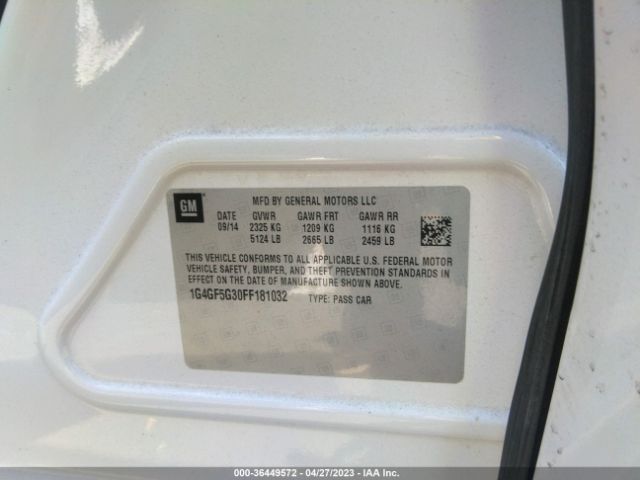 GM
MFD BY GENERAL MOTORS LLC
DATE GVWR GAWR FRT GAWR RR
09/14 2325 KG 1209 KG 1116 KG
5124 LB 2665 LB 2459 LB
THIS VEHICLE CONFORMS TO ALL APPLICABLE U.S. FEDERAL MOTOR
VEHICLE SAFETY, BUMPER, AND THEFT PREVENTION STANDARDS IN
EFFECT ON THE DATE OF MANUFACTURE SHOWN ABOVE.
1G4GF5G30FF181032 TYPE: PASS CAR
000-36449572 - 04/27/2023 - IAA Inc.